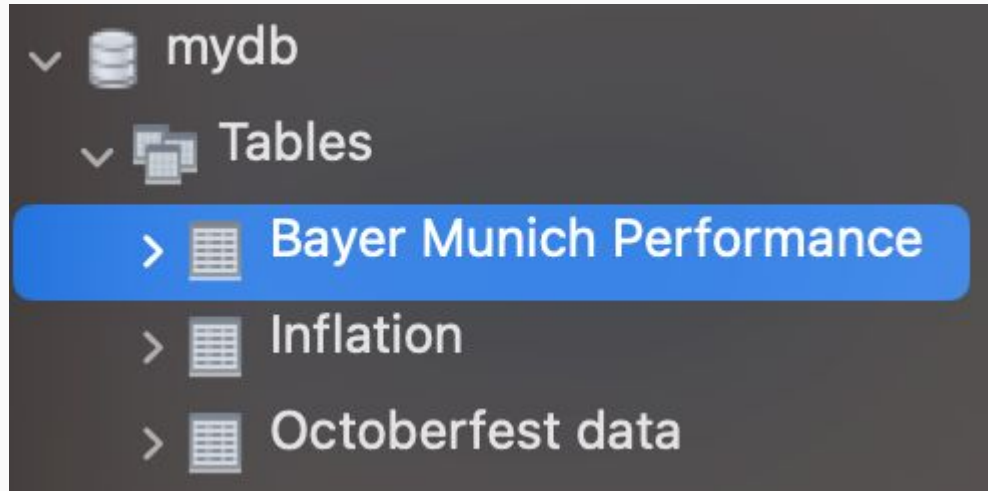 mydb
Tables
Bayer Munich Performance
Inflation
Octoberfest data